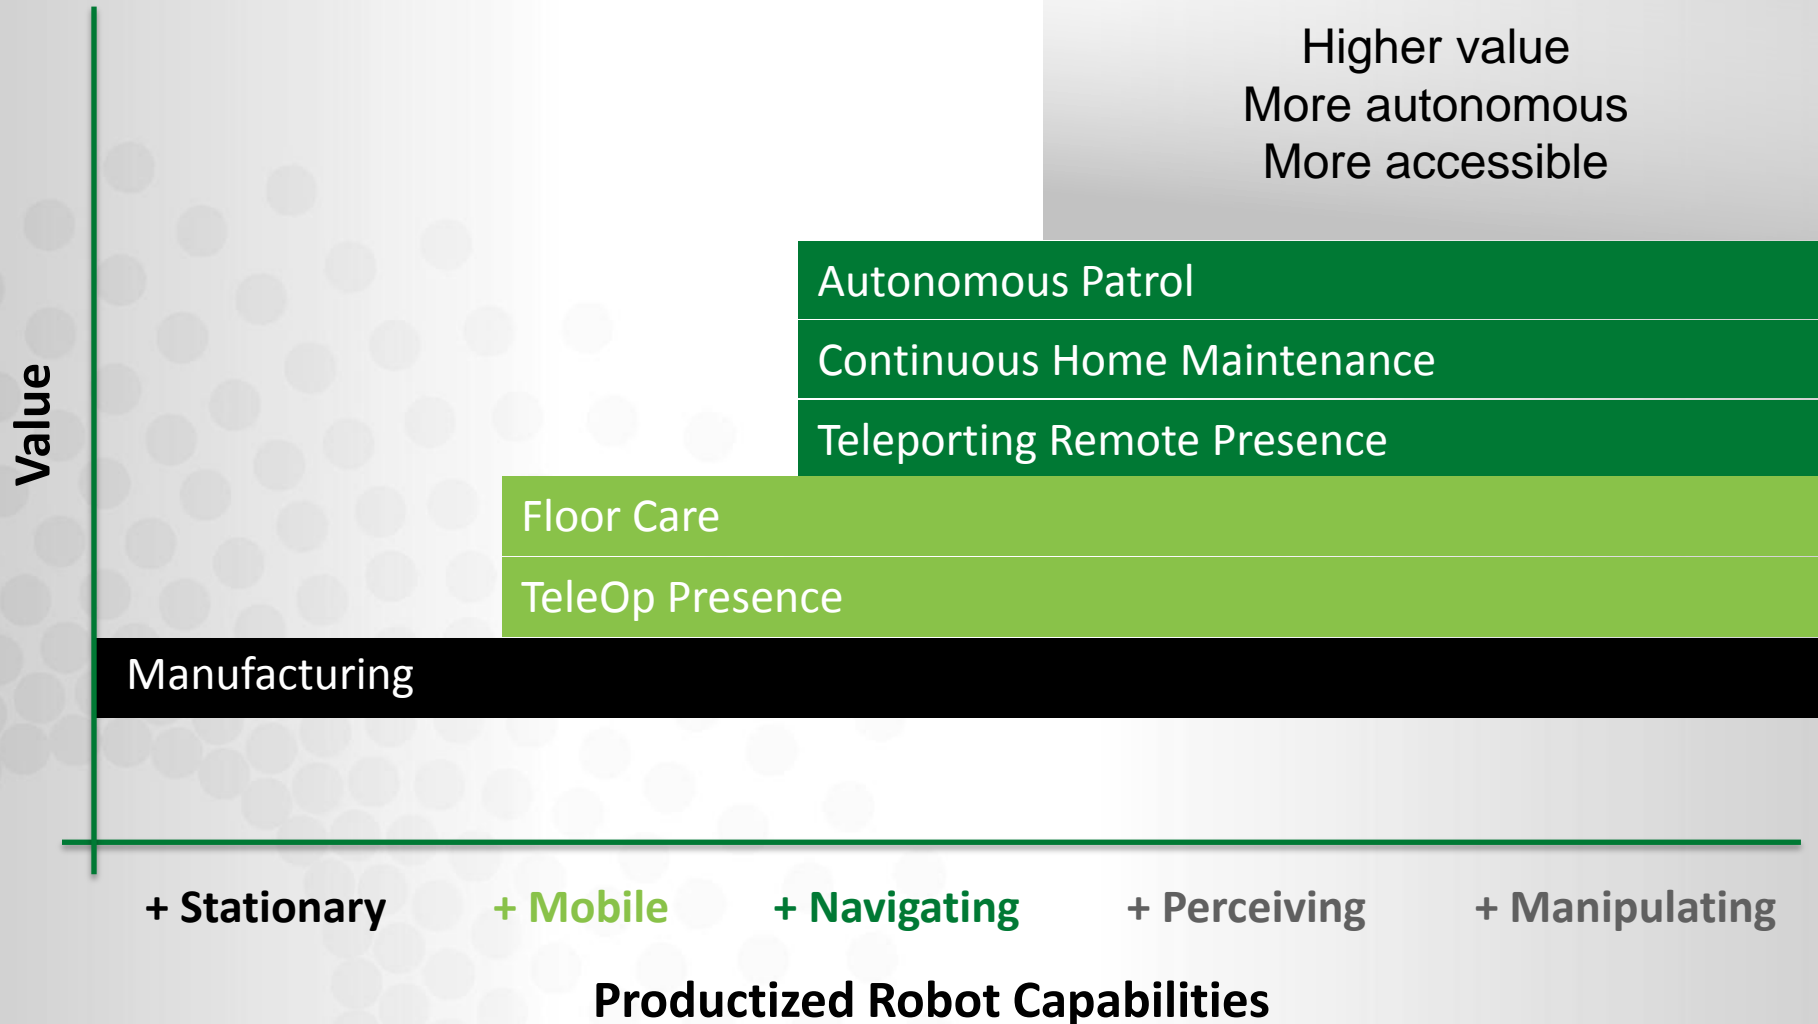 Higher value
More autonomous
More accessible
Autonomous Patrol
Continuous Home Maintenance
Teleporting Remote Presence
Floor Care
TeleOp Presence
Manufacturing
Value
+ Stationary + Mobile + Navigating + Perceiving + Manipulating
Productized Robot Capabilities